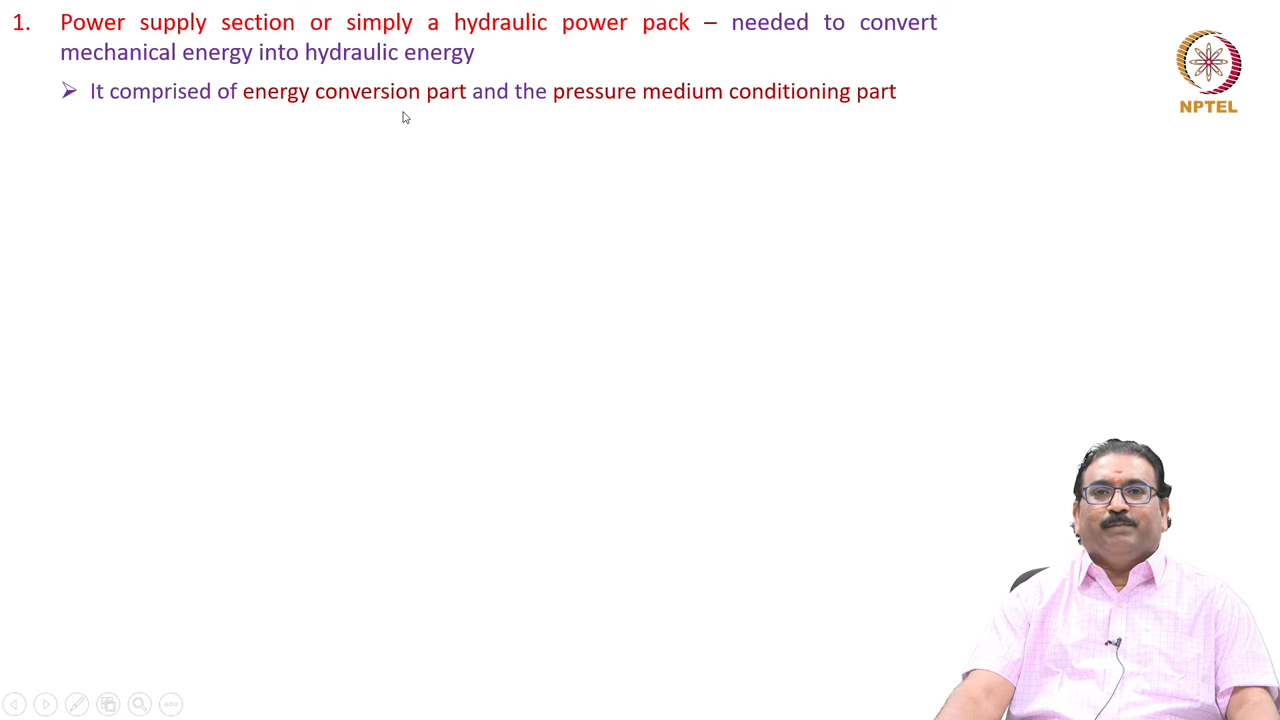 1. Power supply section or simply a hydraulic power pack – needed to convert
mechanical energy into hydraulic energy
➢ It comprised of energy conversion part and the pressure medium conditioning part
NPTEL